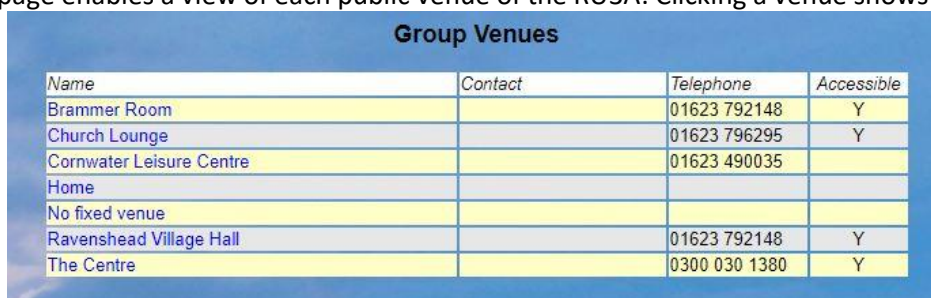 page enables a view of each public venue of the RU3A. Clicking a venue shows
Group Venues
Name Contact Telephone Accessible
Brammer Room 01623 792148 Y
Church Lounge 01623 796295 Y
Cornwater Leisure Centre 01623 490035
Home
No fixed venue
Ravenshead Village Hall 01623 792148 Y
The Centre 0300 030 1380 Y